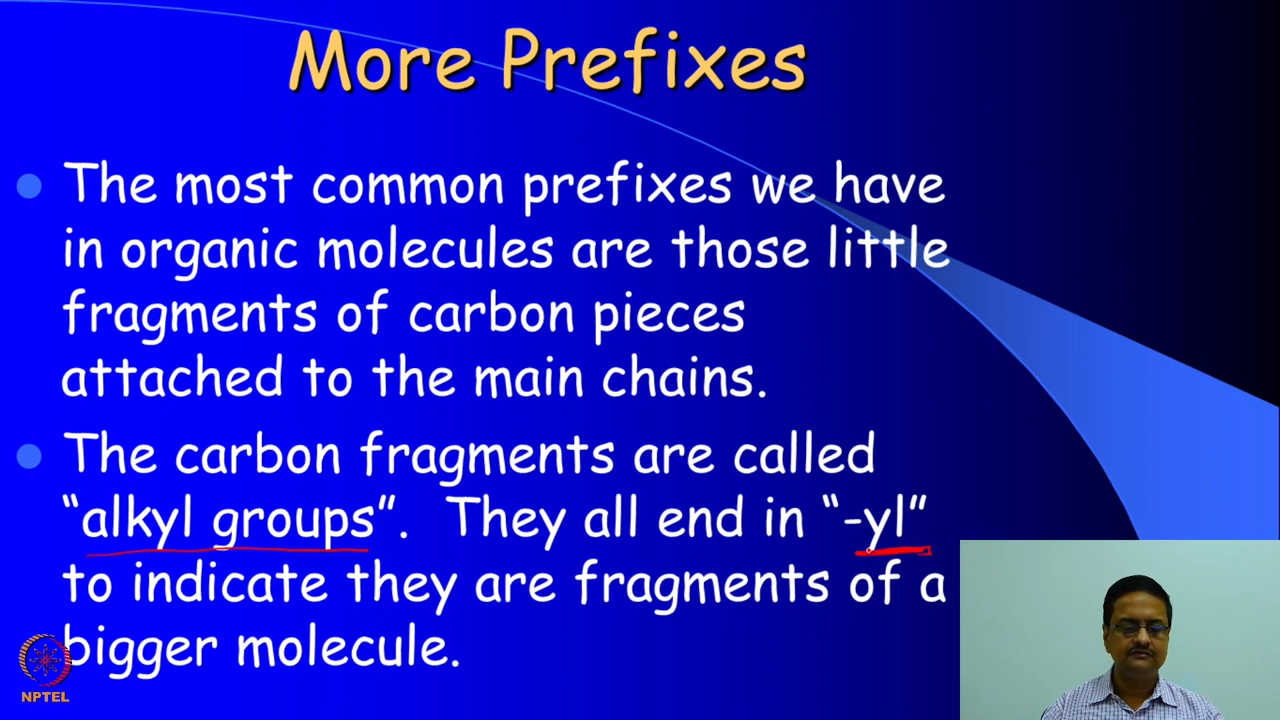 More Prefixes
The most common prefixes we have
in organic molecules are those little
fragments of carbon pieces
attached to the main chains.
The carbon fragments are called
“alkyl groups”. They all end in “-yl”
to indicate they are fragments of a
bigger molecule.
NPTEL